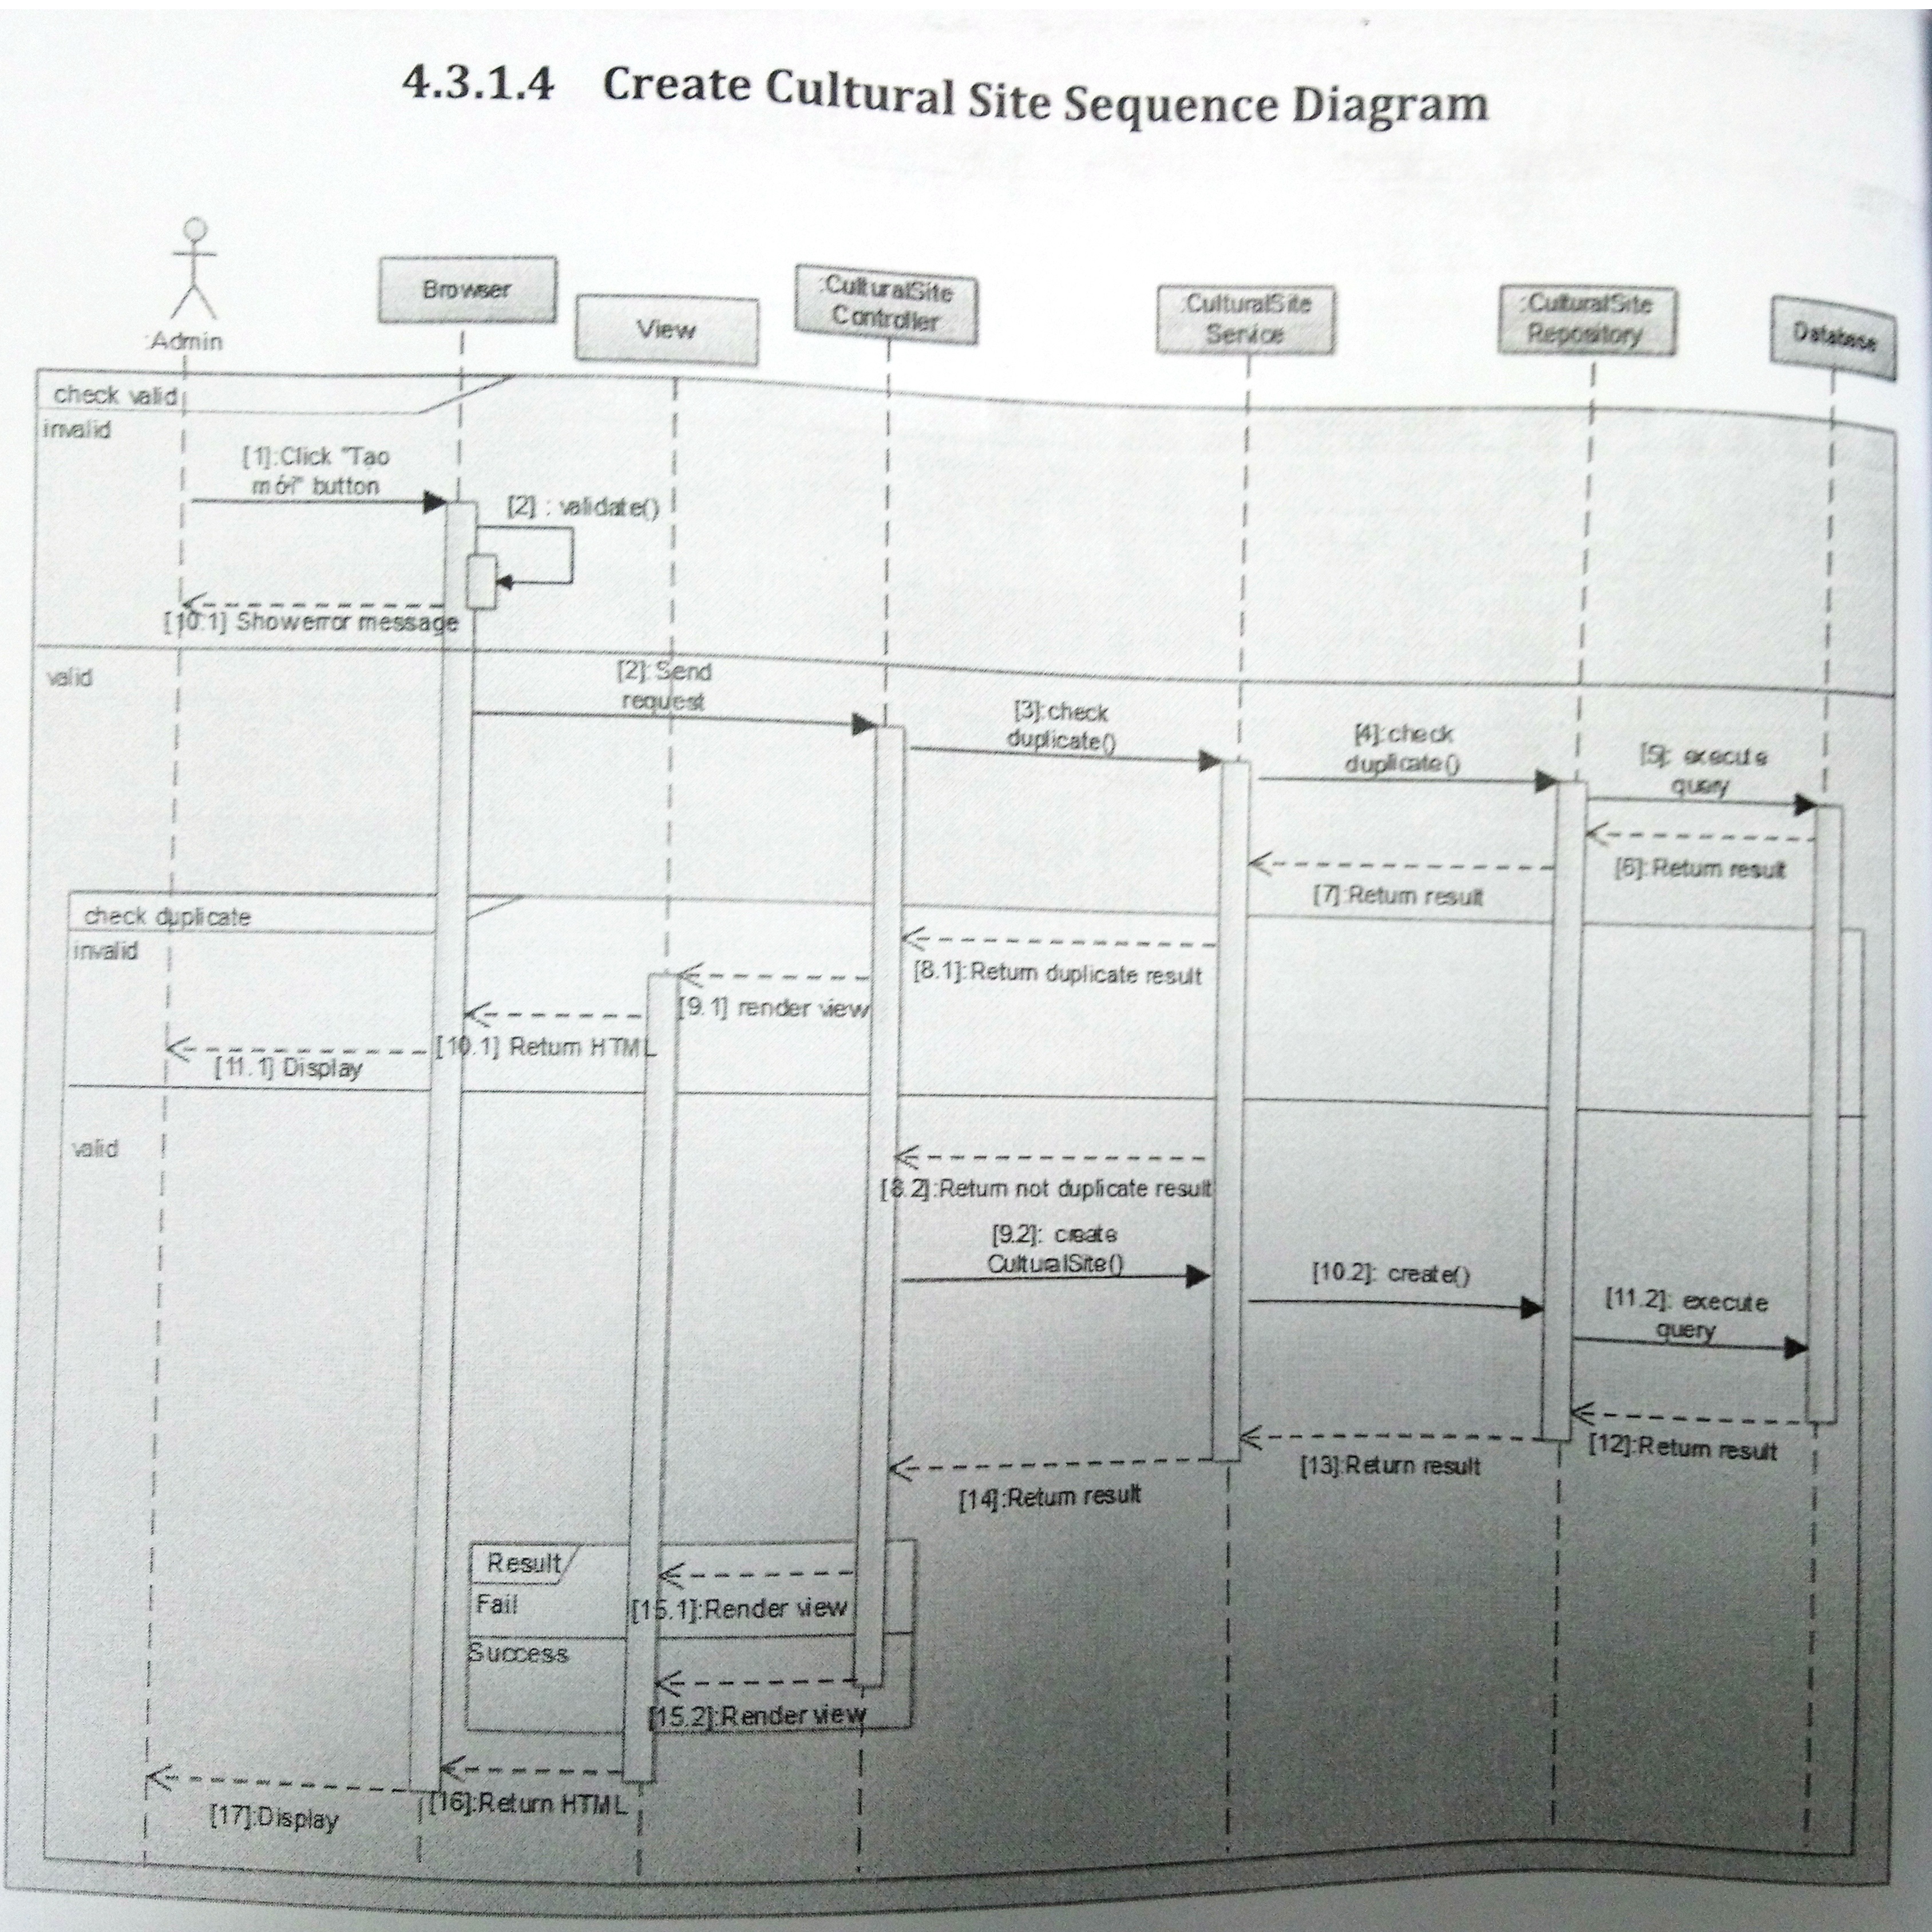 4.3.1.4 Create Cultural Site Sequence Diagram
:Admin
Browser
View
:CulturalSite
Controller
:CulturalSite
Service
:CulturalSite
Repository
Database
check valid
invalid
[1]:Click "Tạo
mới" button
[2] : validate()
[10.1] Show error message
valid
[2]: Send
request
[3]:check
duplicate()
[4]:check
duplicate()
[5]: execute
query
[6]:Return result
[7]:Return result
check duplicate
invalid
[8.1]:Return duplicate result
[9.1] render view
[10.1] Return HTML
[11.1] Display
valid
[8.2]:Return not duplicate result
[9.2]: create
CulturalSite()
[10.2]: create()
[11.2]: execute
query
[12]:Return result
[13]:Return result
[14]:Return result
Result
Fail
[15.1]:Render view
Success
[15.2]:Render view
[16]:Return HTML
[17]:Display